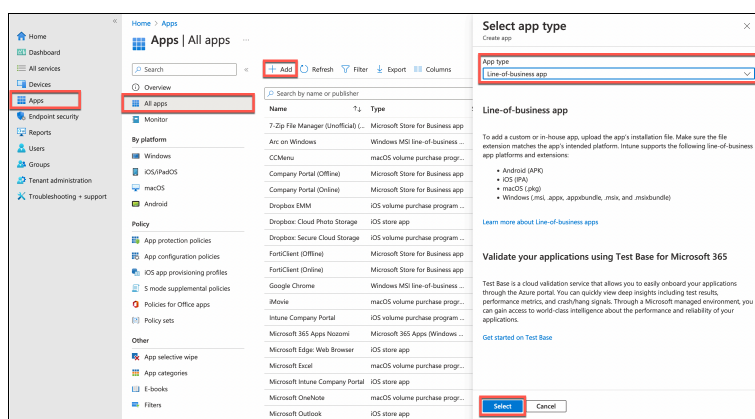 «
Home
Dashboard
All services
Devices
Apps
Endpoint security
Reports
Users
Groups
Tenant administration
Troubleshooting + support
Home > Apps
Apps | All apps ...
Search «
Overview
All apps
Monitor
By platform
Windows
iOS/iPadOS
macOS
Android
Policy
App protection policies
App configuration policies
iOS app provisioning profiles
S mode supplemental policies
Policies for Office apps
Policy sets
Other
App selective wipe
App categories
E-books
Filters
+ Add Refresh Filter Export Columns
Search by name or publisher
Name ↑↓ Type
7-Zip File Manager (Unofficial) (... Microsoft Store for Business app
Arc on Windows Windows MSI line-of-business ...
CCMenu macOS volume purchase progr...
Company Portal (Offline) Microsoft Store for Business app
Company Portal (Online) Microsoft Store for Business app
Dropbox EMM iOS volume purchase program ...
Dropbox: Cloud Photo Storage iOS store app
Dropbox: Secure Cloud Storage iOS volume purchase program ...
FortiClient (Offline) Microsoft Store for Business app
FortiClient (Online) Microsoft Store for Business app
Google Chrome Windows MSI line-of-business ...
iMovie macOS volume purchase progr...
Intune Company Portal iOS volume purchase program ...
Microsoft 365 Apps Nozomi Microsoft 365 Apps (Windows ...
Microsoft Edge: Web Browser iOS store app
Microsoft Excel macOS volume purchase progr...
Microsoft Intune Company Portal iOS store app
Microsoft OneNote macOS volume purchase progr...
Microsoft Outlook iOS store app
Select app type ×
Create app
App type
Line-of-business app
Line-of-business app
To add a custom or in-house app, upload the app's installation file. Make sure the file
extension matches the app's intended platform. Intune supports the following line-of-business
app platforms and extensions:
• Android (APK)
• iOS (IPA)
• macOS (.pkg)
• Windows (.msi, .appx, .appxbundle, .msix, and .msixbundle)
Learn more about Line-of-business apps
Validate your applications using Test Base for Microsoft 365
Test Base is a cloud validation service that allows you to easily onboard your applications
through the Azure portal. You can quickly view deep insights including test results,
performance metrics, and crash/hang signals. Through a Microsoft managed environment, you
can gain access to world-class intelligence about the performance and reliability of your
applications.
Get started on Test Base
Select Cancel